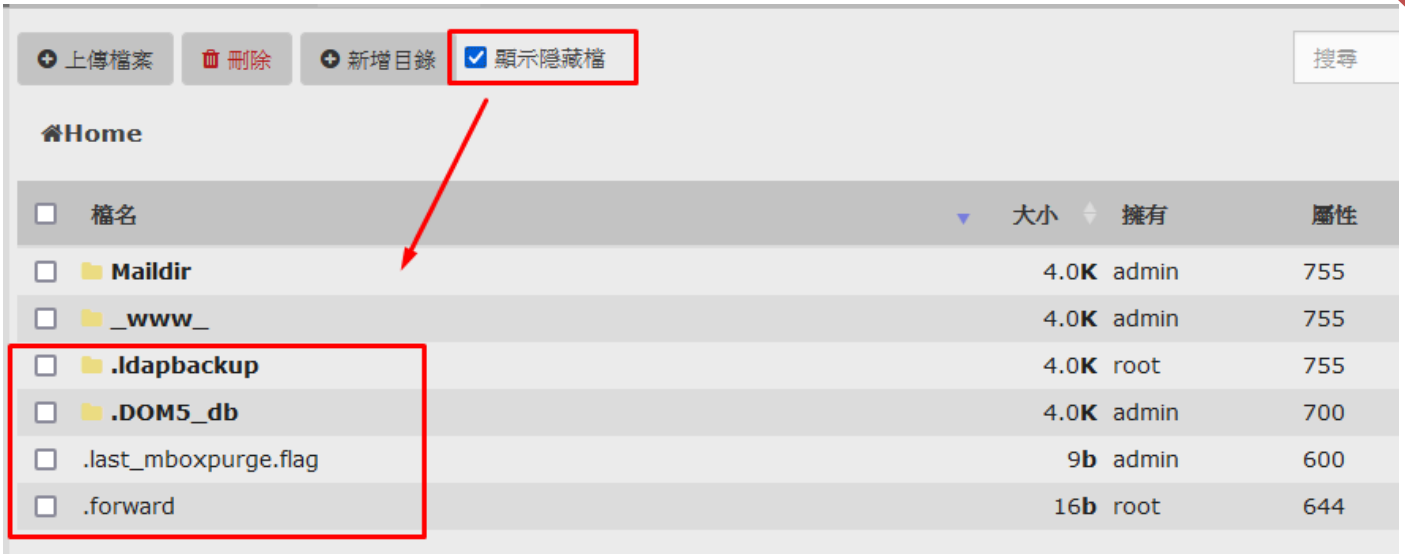 上傳檔案 刪除 新增目錄 顯示隱藏檔 搜尋
Home
檔名 大小 擁有 屬性
Maildir 4.0K admin 755
_www_ 4.0K admin 755
.ldapbackup 4.0K root 755
.DOM5_db 4.0K admin 700
.last_mboxpurge.flag 9b admin 600
.forward 16b root 644